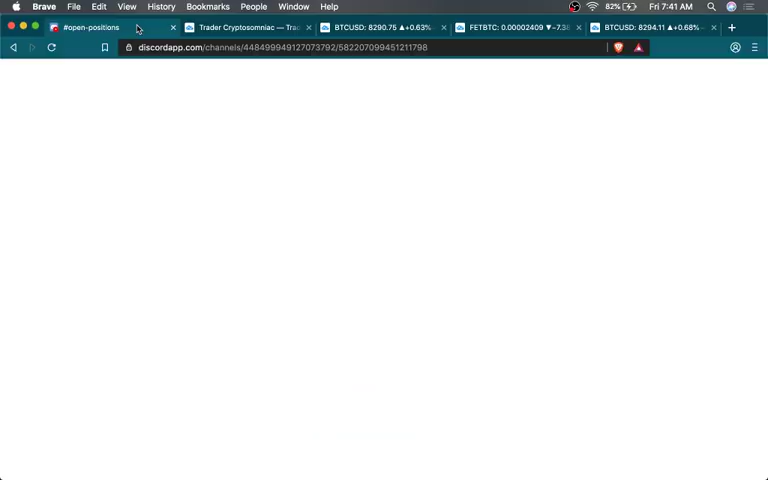 Brave File Edit View History Bookmarks People Window Help 82% Fri 7:41 AM
#open-positions Trader Cryptosomniac — Trad BTCUSD: 8290.75 ▲+0.63% FETBTC: 0.00002409 ▼−7.38 BTCUSD: 8294.11 ▲+0.68%
discordapp.com/channels/448499949127073792/582207099451211798